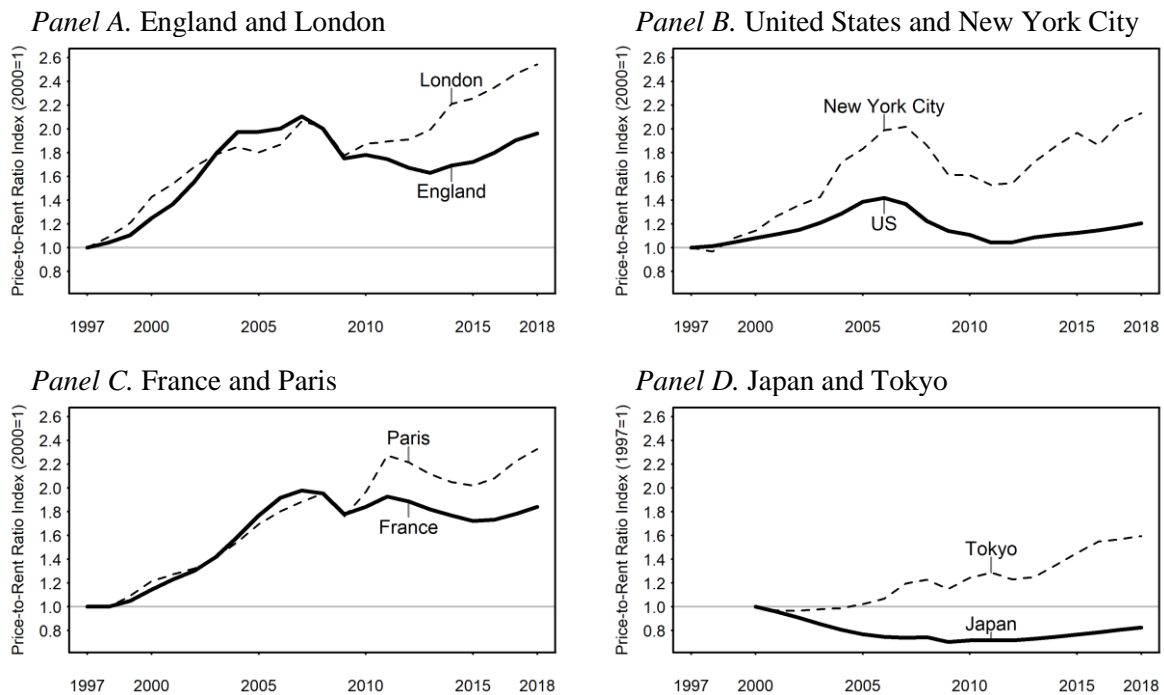 Panel A. England and London
Price-to-Rent Ratio Index (2000=1)
2.6
2.4
2.2
2.0
1.8
1.6
1.4
1.2
1.0
0.8
London
England
1997 2000 2005 2010 2015 2018
Panel B. United States and New York City
Price-to-Rent Ratio Index (2000=1)
2.6
2.4
2.2
2.0
1.8
1.6
1.4
1.2
1.0
0.8
New York City
US
1997 2000 2005 2010 2015 2018
Panel C. France and Paris
Price-to-Rent Ratio Index (2000=1)
2.6
2.4
2.2
2.0
1.8
1.6
1.4
1.2
1.0
0.8
Paris
France
1997 2000 2005 2010 2015 2018
Panel D. Japan and Tokyo
Price-to-Rent Ratio Index (1997=1)
2.6
2.4
2.2
2.0
1.8
1.6
1.4
1.2
1.0
0.8
Tokyo
Japan
1997 2000 2005 2010 2015 2018